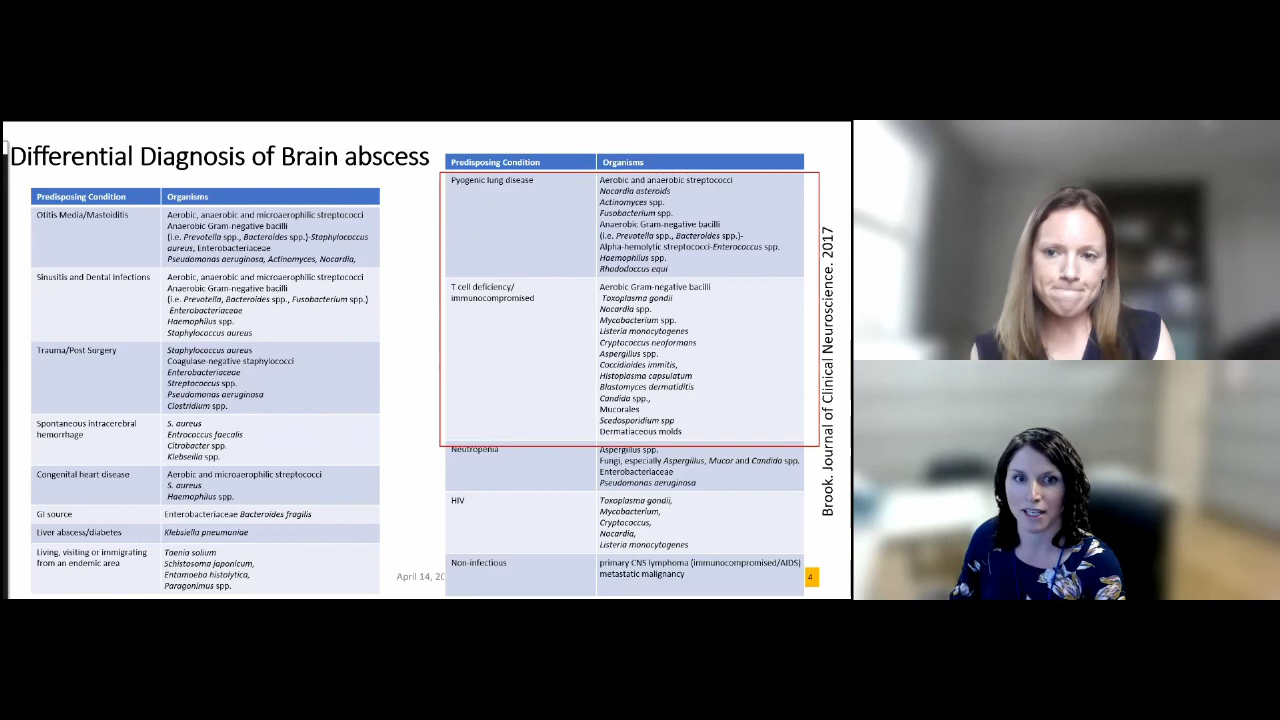 Differential Diagnosis of Brain abscess
Predisposing Condition Organisms
Otitis Media/Mastoiditis Aerobic, anaerobic and microaerophilic streptococci
Anaerobic Gram-negative bacilli
(i.e. Prevotella spp., Bacteroides spp.)-Staphylococcus
aureus, Enterobacteriaceae
Pseudomonas aeruginosa, Actinomyces, Nocardia,
Sinusitis and Dental Infections Aerobic, anaerobic and microaerophilic streptococci
Anaerobic Gram-negative bacilli
(i.e. Prevotella, Bacteroides spp., Fusobacterium spp.)
Enterobacteriaceae
Haemophilus spp.
Staphylococcus aureus
Trauma/Post Surgery Staphylococcus aureus
Coagulase-negative staphylococci
Enterobacteriaceae
Streptococcus spp.
Pseudomonas aeruginosa
Clostridium spp.
Spontaneous intracerebral S. aureus
hemorrhage Entrococcus faecalis
Citrobacter spp.
Klebseilla spp.
Congenital heart disease Aerobic and microaerophilic streptococci
S. aureus
Haemophilus spp.
GI source Enterobacteriaceae Bacteroides fragilis
Liver abscess/diabetes Klebsiella pneumoniae
Living, visiting or immigrating Taenia solium
from an endemic area Schistosoma japonicum,
Entamoeba histolytica,
Paragonimus spp.
Predisposing Condition Organisms
Pyogenic lung disease Aerobic and anaerobic streptococci
Nocardia asteroids
Actinomyces spp.
Fusobacterium spp.
Anaerobic Gram-negative bacilli
(i.e. Prevotella spp., Bacteroides spp.)-
Alpha-hemolytic streptococci-Enterococcus spp.
Haemophilus spp.
Rhodococcus equi
T cell deficiency/ Aerobic Gram-negative bacilli
immunocompromised Toxoplasma gondii
Nocardia spp.
Mycobacterium spp.
Listeria monocytogenes
Cryptococcus neoformans
Aspergillus spp.
Coccidioides immitis,
Histoplasma capsulatum
Blastomyces dermatiditis
Candida spp.,
Mucorales
Scedosporidium spp
Dermatiaceous molds
Neutropenia Aspergillus spp.
Fungi, especially Aspergillus, Mucor and Candida spp.
Enterobacteriaceae
Pseudomonas aeruginosa
HIV Toxoplasma gondii,
Mycobacterium,
Cryptococcus,
Nocardia,
Listeria monocytogenes
Non-infectious primary CNS lymphoma (immunocompromised/AIDS)
metastatic malignancy
Brook. Journal of Clinical Neuroscience. 2017
April 14, 20
4